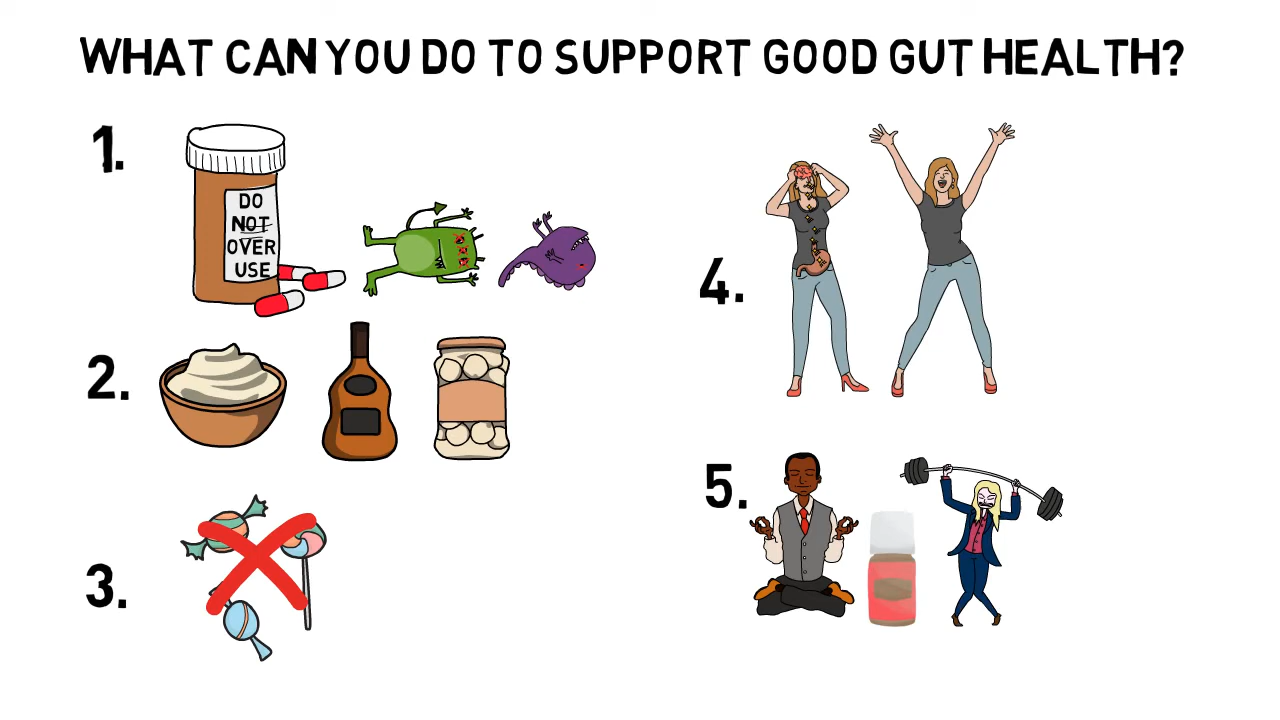 WHAT CAN YOU DO TO SUPPORT GOOD GUT HEALTH?
1.
DO
NOT
OVER
USE
2.
3.
4.
5.